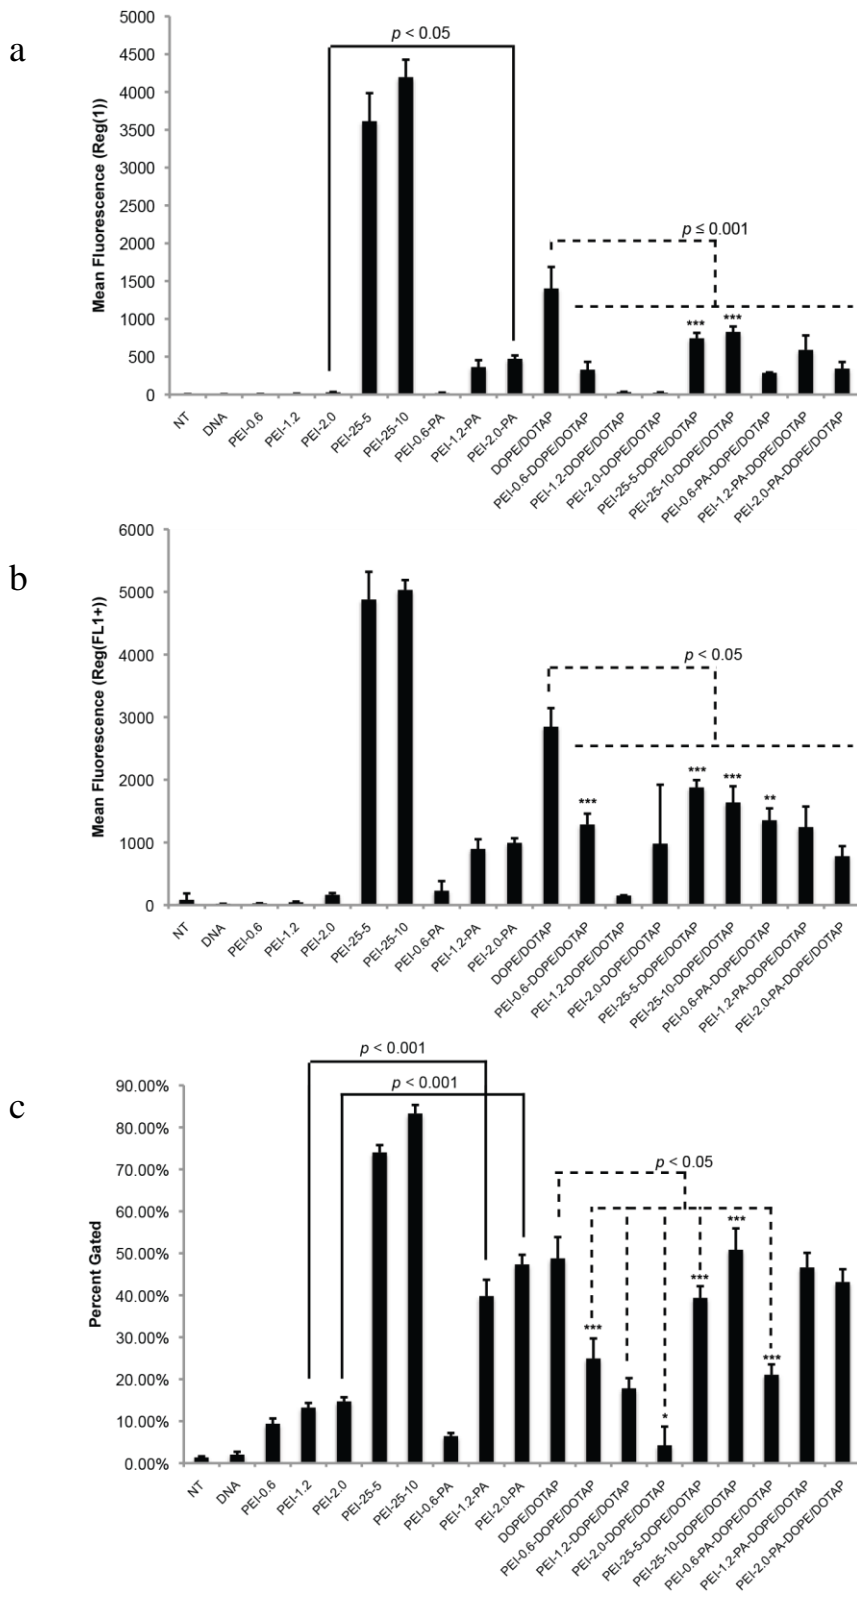 a
Mean Fluorescence (Reg(1))
5000
4500
4000
3500
3000
2500
2000
1500
1000
500
0
p < 0.05
p ≤ 0.001
***
***
NT
DNA
PEI-0.6
PEI-1.2
PEI-2.0
PEI-25-5
PEI-25-10
PEI-0.6-PA
PEI-1.2-PA
PEI-2.0-PA
DOPE/DOTAP
PEI-0.6-DOPE/DOTAP
PEI-1.2-DOPE/DOTAP
PEI-2.0-DOPE/DOTAP
PEI-25-5-DOPE/DOTAP
PEI-25-10-DOPE/DOTAP
PEI-0.6-PA-DOPE/DOTAP
PEI-1.2-PA-DOPE/DOTAP
PEI-2.0-PA-DOPE/DOTAP
b
Mean Fluorescence (Reg(FL1+))
6000
5000
4000
3000
2000
1000
0
p < 0.05
***
***
***
**
NT
DNA
PEI-0.6
PEI-1.2
PEI-2.0
PEI-25-5
PEI-25-10
PEI-0.6-PA
PEI-1.2-PA
PEI-2.0-PA
DOPE/DOTAP
PEI-0.6-DOPE/DOTAP
PEI-1.2-DOPE/DOTAP
PEI-2.0-DOPE/DOTAP
PEI-25-5-DOPE/DOTAP
PEI-25-10-DOPE/DOTAP
PEI-0.6-PA-DOPE/DOTAP
PEI-1.2-PA-DOPE/DOTAP
PEI-2.0-PA-DOPE/DOTAP
c
Percent Gated
90.00%
80.00%
70.00%
60.00%
50.00%
40.00%
30.00%
20.00%
10.00%
0.00%
p < 0.001
p < 0.001
p < 0.05
***
*
***
***
***
NT
DNA
PEI-0.6
PEI-1.2
PEI-2.0
PEI-25-5
PEI-25-10
PEI-0.6-PA
PEI-1.2-PA
PEI-2.0-PA
DOPE/DOTAP
PEI-0.6-DOPE/DOTAP
PEI-1.2-DOPE/DOTAP
PEI-2.0-DOPE/DOTAP
PEI-25-5-DOPE/DOTAP
PEI-25-10-DOPE/DOTAP
PEI-0.6-PA-DOPE/DOTAP
PEI-1.2-PA-DOPE/DOTAP
PEI-2.0-PA-DOPE/DOTAP